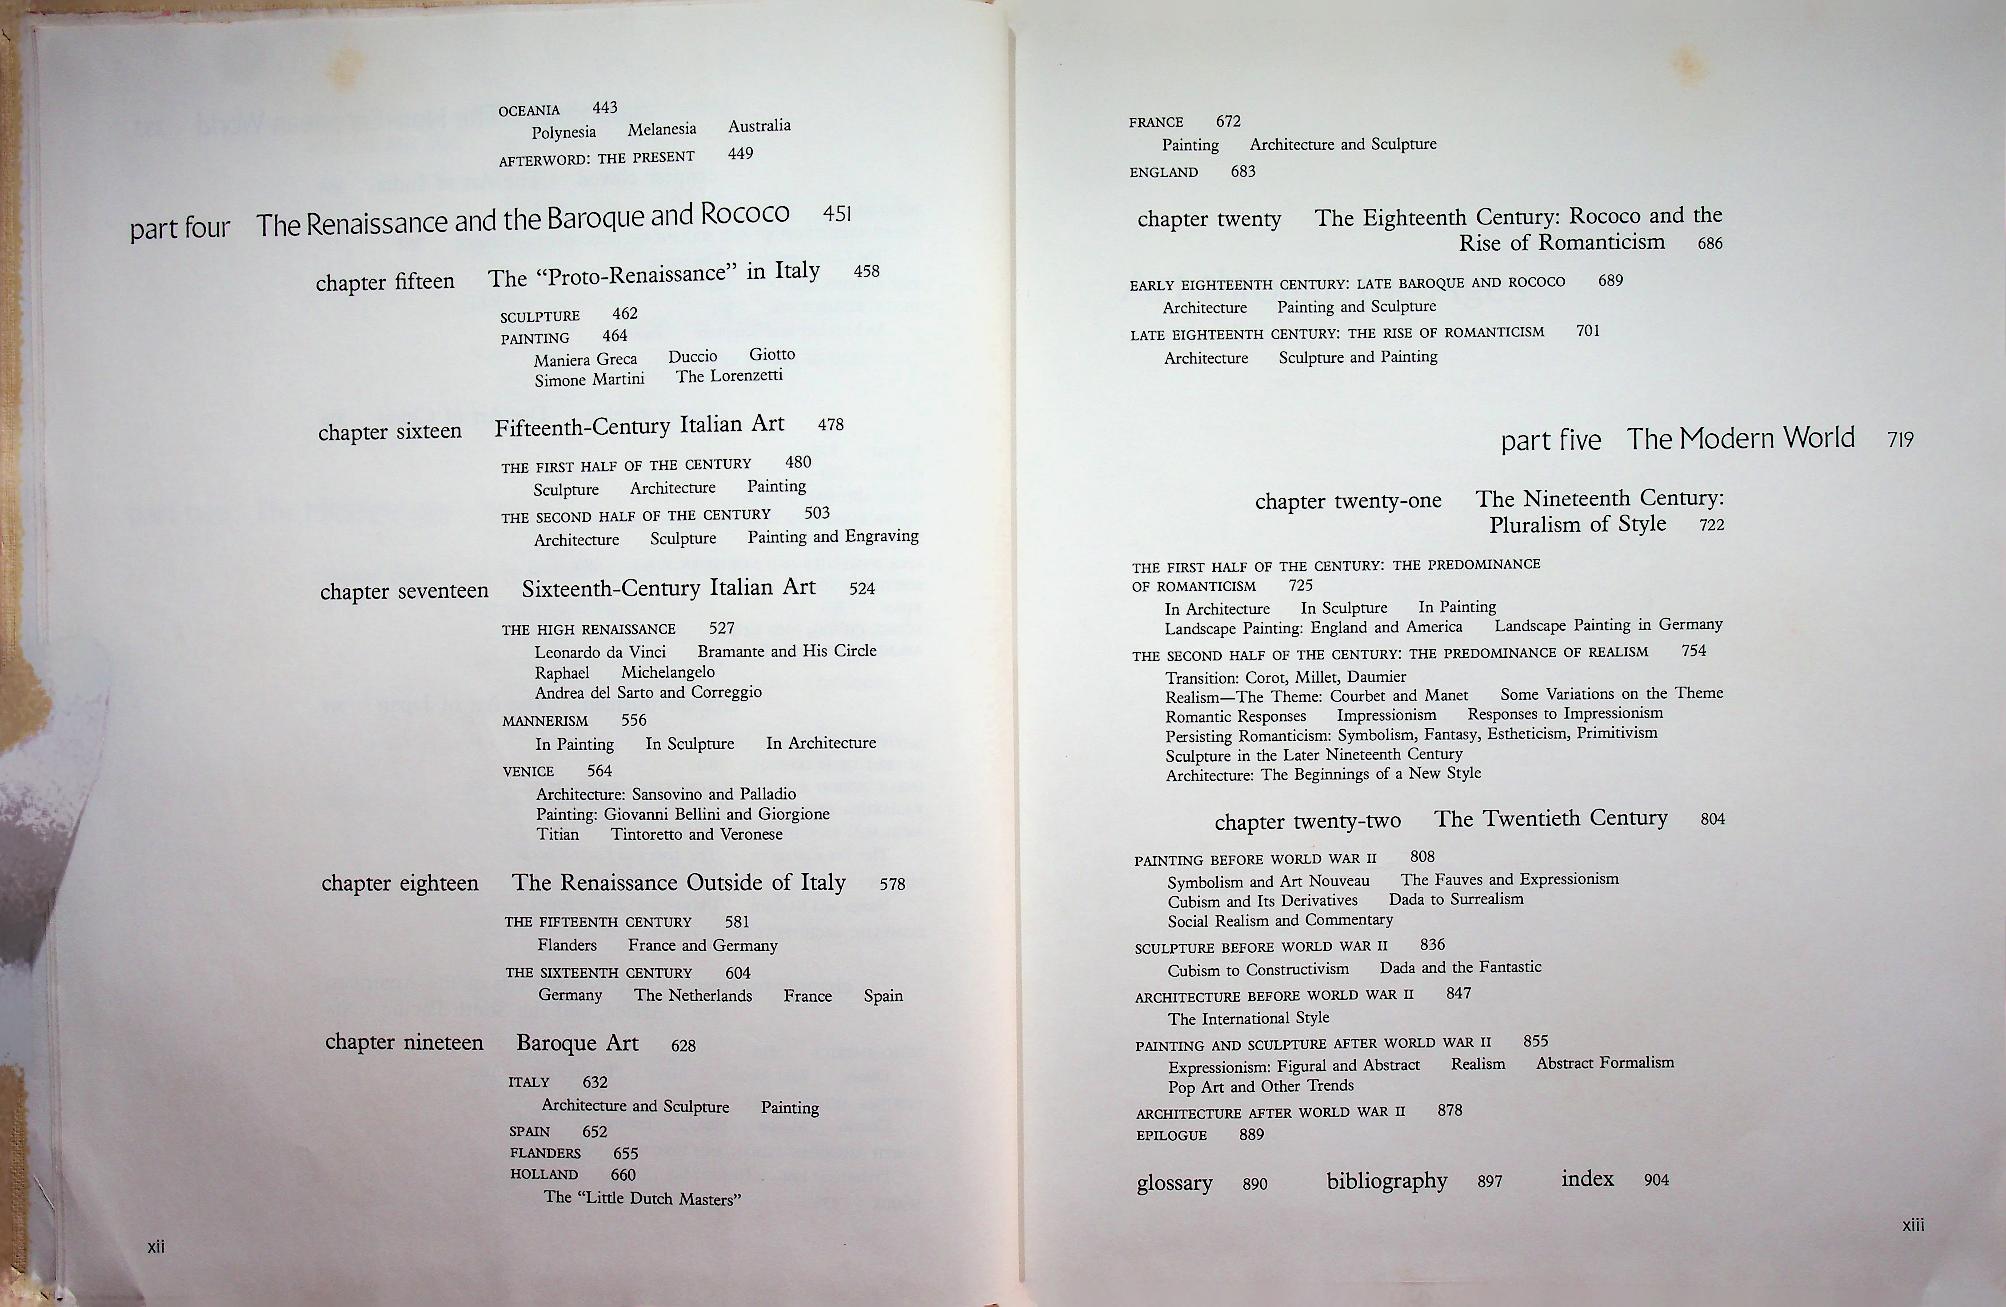 OCEANIA 443
Polynesia Melanesia Australia
AFTERWORD: THE PRESENT 449
part four The Renaissance and the Baroque and Rococo 451
chapter fifteen The “Proto-Renaissance” in Italy 458
SCULPTURE 462
PAINTING 464
Maniera Greca Duccio Giotto
Simone Martini The Lorenzetti
chapter sixteen Fifteenth-Century Italian Art 478
THE FIRST HALF OF THE CENTURY 480
Sculpture Architecture Painting
THE SECOND HALF OF THE CENTURY 503
Architecture Sculpture Painting and Engraving
chapter seventeen Sixteenth-Century Italian Art 524
THE HIGH RENAISSANCE 527
Leonardo da Vinci Bramante and His Circle
Raphael Michelangelo
Andrea del Sarto and Correggio
MANNERISM 556
In Painting In Sculpture In Architecture
VENICE 564
Architecture: Sansovino and Palladio
Painting: Giovanni Bellini and Giorgione
Titian Tintoretto and Veronese
chapter eighteen The Renaissance Outside of Italy 578
THE FIFTEENTH CENTURY 581
Flanders France and Germany
THE SIXTEENTH CENTURY 604
Germany The Netherlands France Spain
chapter nineteen Baroque Art 628
ITALY 632
Architecture and Sculpture Painting
SPAIN 652
FLANDERS 655
HOLLAND 660
The “Little Dutch Masters”
xii
FRANCE 672
Painting Architecture and Sculpture
ENGLAND 683
chapter twenty The Eighteenth Century: Rococo and the
Rise of Romanticism 686
EARLY EIGHTEENTH CENTURY: LATE BAROQUE AND ROCOCO 689
Architecture Painting and Sculpture
LATE EIGHTEENTH CENTURY: THE RISE OF ROMANTICISM 701
Architecture Sculpture and Painting
part five The Modern World 719
chapter twenty-one The Nineteenth Century:
Pluralism of Style 722
THE FIRST HALF OF THE CENTURY: THE PREDOMINANCE
OF ROMANTICISM 725
In Architecture In Sculpture In Painting
Landscape Painting: England and America Landscape Painting in Germany
THE SECOND HALF OF THE CENTURY: THE PREDOMINANCE OF REALISM 754
Transition: Corot, Millet, Daumier
Realism—The Theme: Courbet and Manet Some Variations on the Theme
Romantic Responses Impressionism Responses to Impressionism
Persisting Romanticism: Symbolism, Fantasy, Estheticism, Primitivism
Sculpture in the Later Nineteenth Century
Architecture: The Beginnings of a New Style
chapter twenty-two The Twentieth Century 804
PAINTING BEFORE WORLD WAR II 808
Symbolism and Art Nouveau The Fauves and Expressionism
Cubism and Its Derivatives Dada to Surrealism
Social Realism and Commentary
SCULPTURE BEFORE WORLD WAR II 836
Cubism to Constructivism Dada and the Fantastic
ARCHITECTURE BEFORE WORLD WAR II 847
The International Style
PAINTING AND SCULPTURE AFTER WORLD WAR II 855
Expressionism: Figural and Abstract Realism Abstract Formalism
Pop Art and Other Trends
ARCHITECTURE AFTER WORLD WAR II 878
EPILOGUE 889
glossary 890 bibliography 897 index 904
xiii